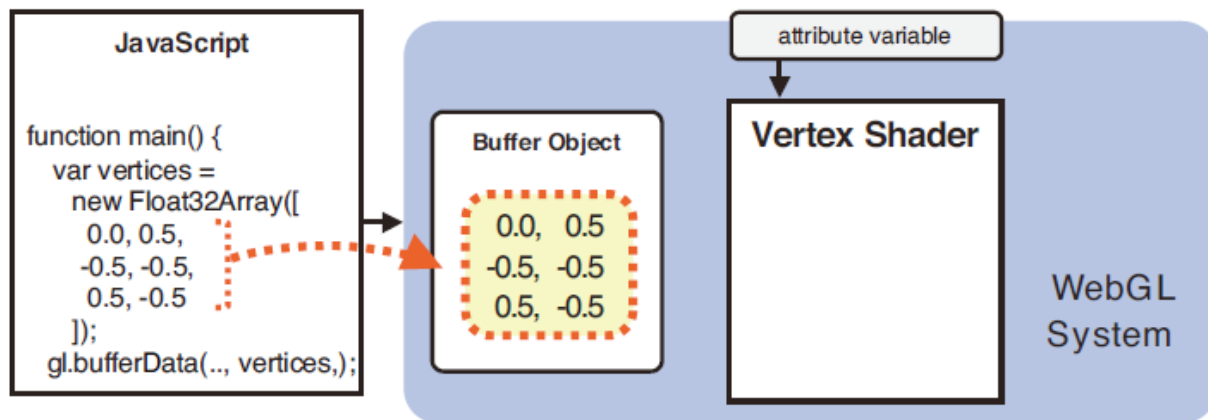 JavaScript
function main() {
var vertices =
new Float32Array([
0.0, 0.5,
-0.5, -0.5,
0.5, -0.5
]);
gl.bufferData(.., vertices,);
Buffer Object
0.0, 0.5
-0.5, -0.5
0.5, -0.5
attribute variable
Vertex Shader
WebGL
System